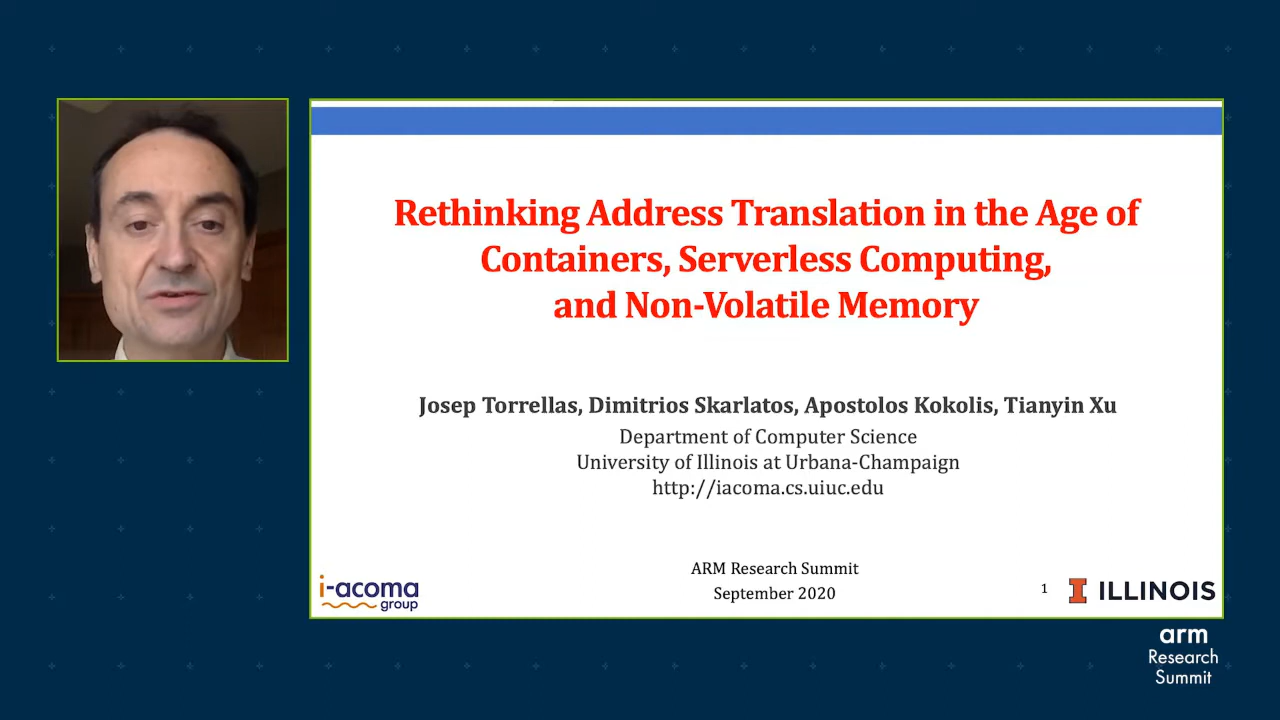 Rethinking Address Translation in the Age of
Containers, Serverless Computing,
and Non-Volatile Memory
Josep Torrellas, Dimitrios Skarlatos, Apostolos Kokolis, Tianyin Xu
Department of Computer Science
University of Illinois at Urbana-Champaign
http://iacoma.cs.uiuc.edu
ARM Research Summit
September 2020
i-acoma
group
1
I ILLINOIS
arm
Research
Summit